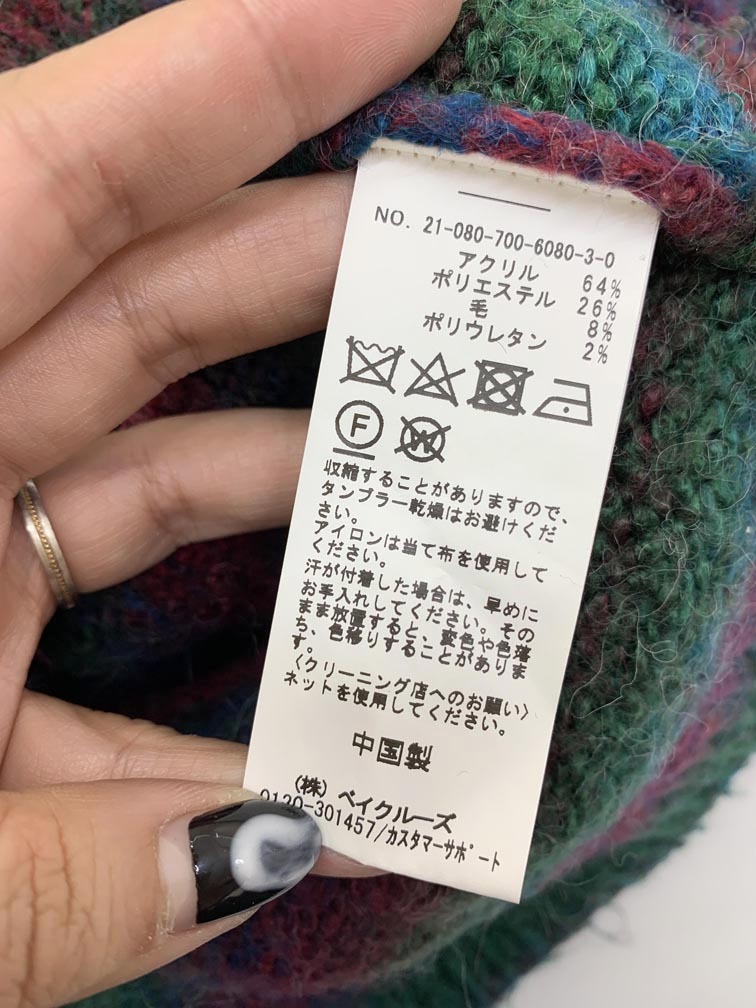 NO. 21-080-700-6080-3-0
アクリル 64%
ポリエステル 26%
毛 8%
ポリウレタン 2%
F W
収縮することがありますので、
タンブラー乾燥はお避けくだ
さい。
アイロンは当て布を使用して
ください。
汗が付着した場合は、早めに
お手入れしてください。その
まま放置すると、変色や色落
ち、色移りすることがありま
す。
〈クリーニング店へのお願い〉
ネットを使用してください。
中国製
(株) ベイクルーズ
0120-301457/カスタマーサポート